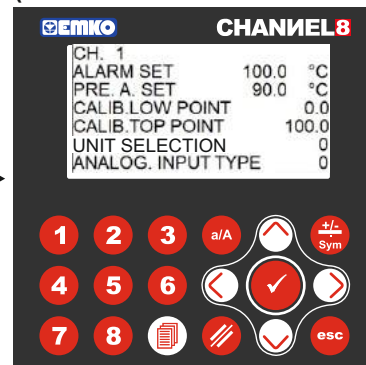 EMKO CHANИEL8
CH. 1
ALARM SET 100.0 °C
PRE. A. SET 90.0 °C
CALIB.LOW POINT 0.0
CALIB.TOP POINT 100.0
UNIT SELECTION 0
ANALOG. INPUT TYPE 0
1 2 3 a/A +/-
Sym
4 5 6
7 8 esc